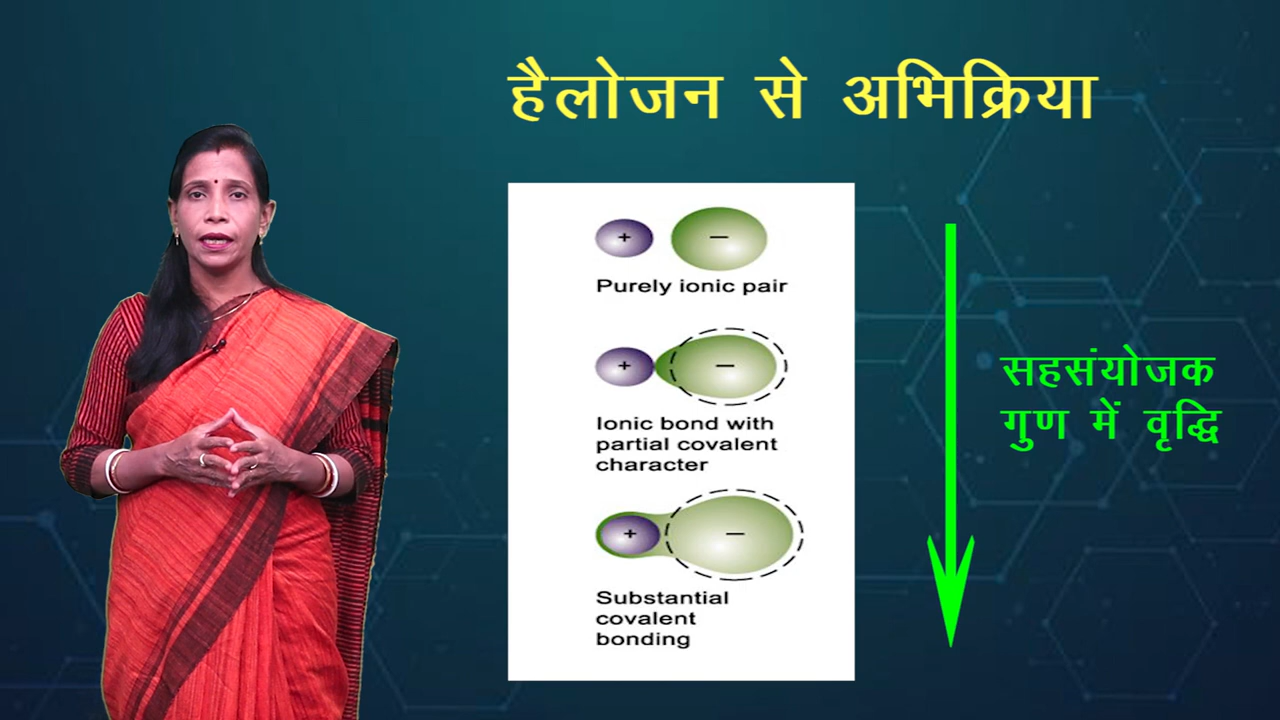 हैलोजन से अभिक्रिया
+ −
Purely ionic pair
+ −
Ionic bond with
partial covalent
character
+ −
Substantial
covalent
bonding
सहसंयोजक
गुण में वृद्धि